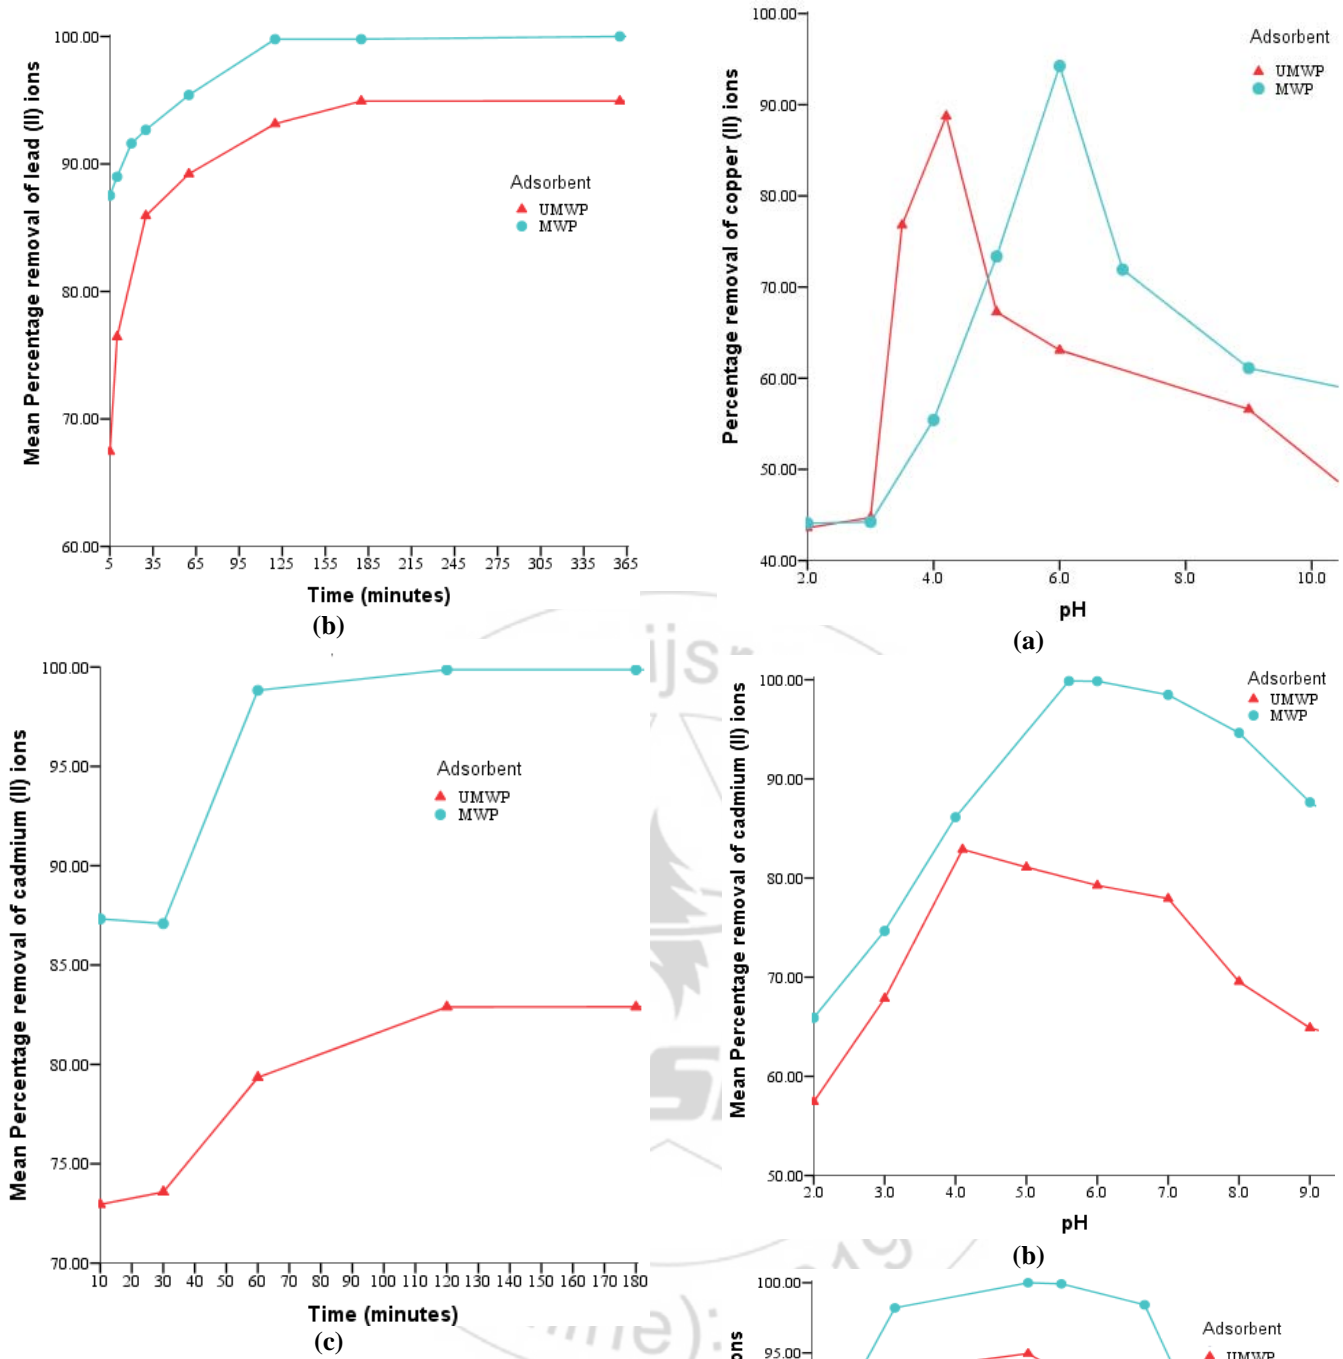 Mean Percentage removal of lead (II) ions
100.00
90.00
80.00
70.00
60.00
5 35 65 95 125 155 185 215 245 275 305 335 365
Time (minutes)
Adsorbent
UMWP
MWP
(b)
Mean Percentage removal of cadmium (II) ions
100.00
95.00
90.00
85.00
80.00
75.00
70.00
10 20 30 40 50 60 70 80 90 100 110 120 130 140 150 160 170 180
Time (minutes)
Adsorbent
UMWP
MWP
(c)
Percentage removal of copper (II) ions
100.00
90.00
80.00
70.00
60.00
50.00
40.00
2.0 4.0 6.0 8.0 10.0
pH
Adsorbent
UMWP
MWP
(a)
Mean Percentage removal of cadmium (II) ions
100.00
90.00
80.00
70.00
60.00
50.00
2.0 3.0 4.0 5.0 6.0 7.0 8.0 9.0
pH
Adsorbent
UMWP
MWP
(b)
100.00
95.00
ons
Adsorbent
UMWP
ijsr